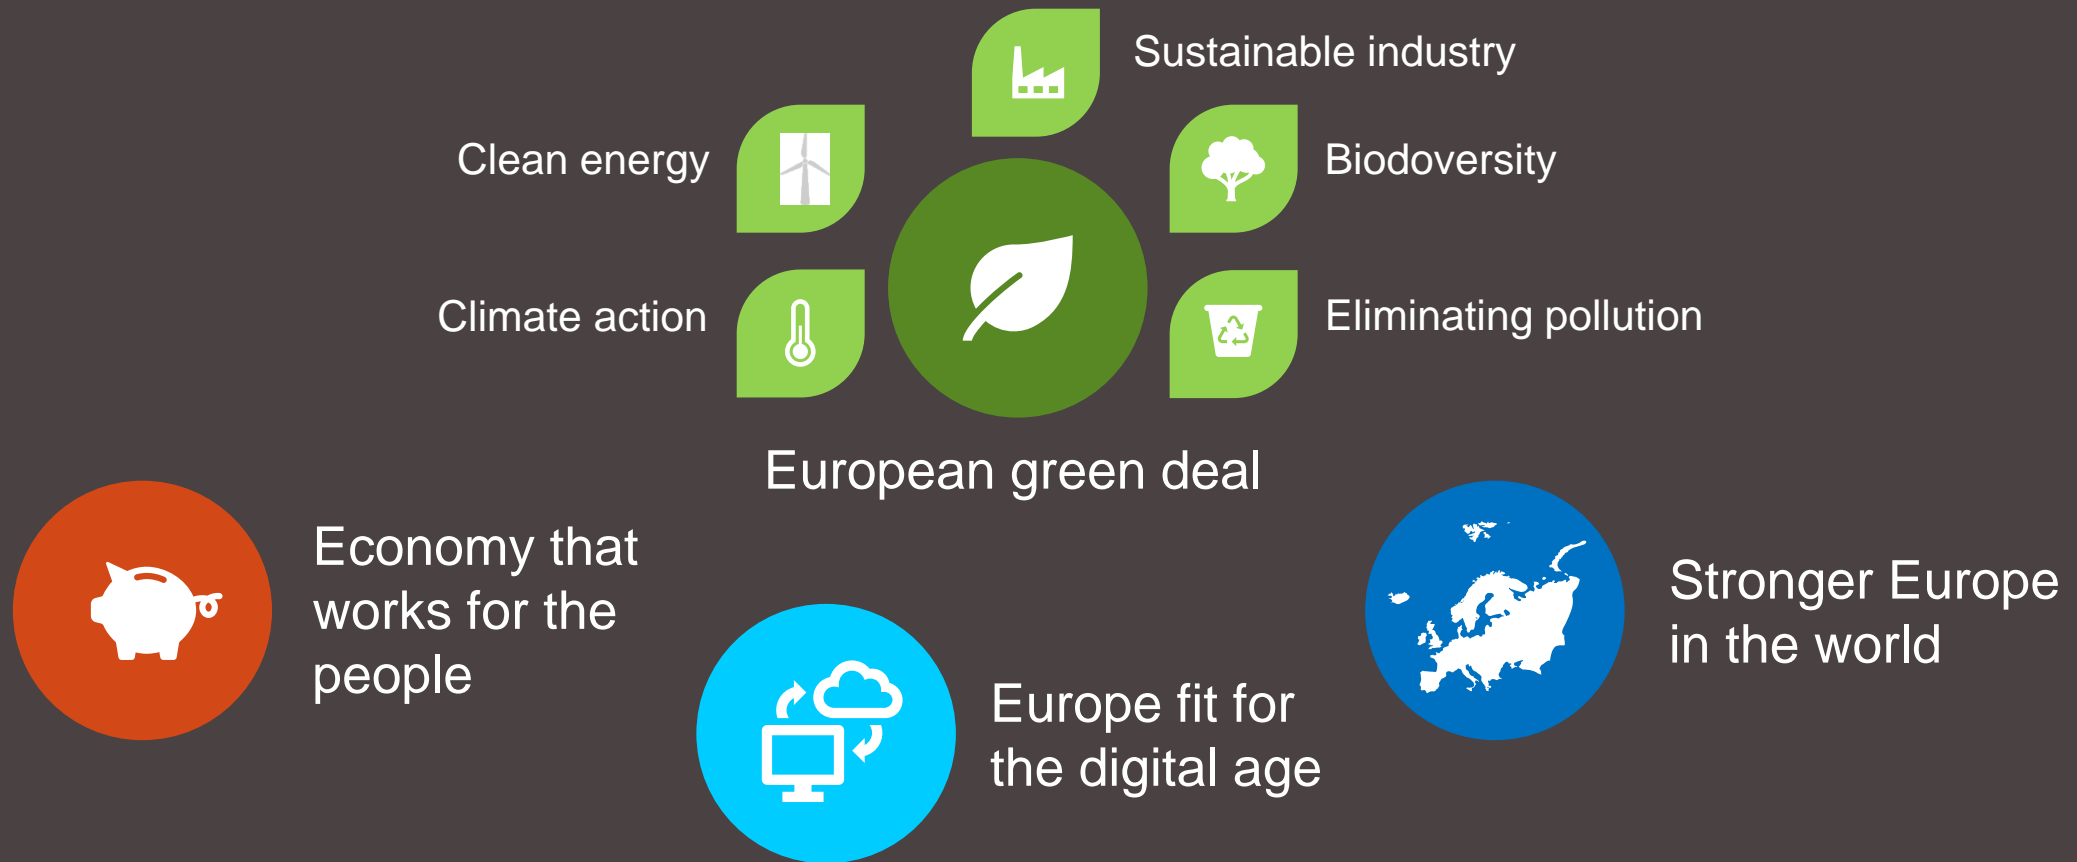 Sustainable industry
Clean energy
Biodoversity
Climate action
Eliminating pollution
European green deal
Economy that
works for the
people
Stronger Europe
in the world
Europe fit for
the digital age